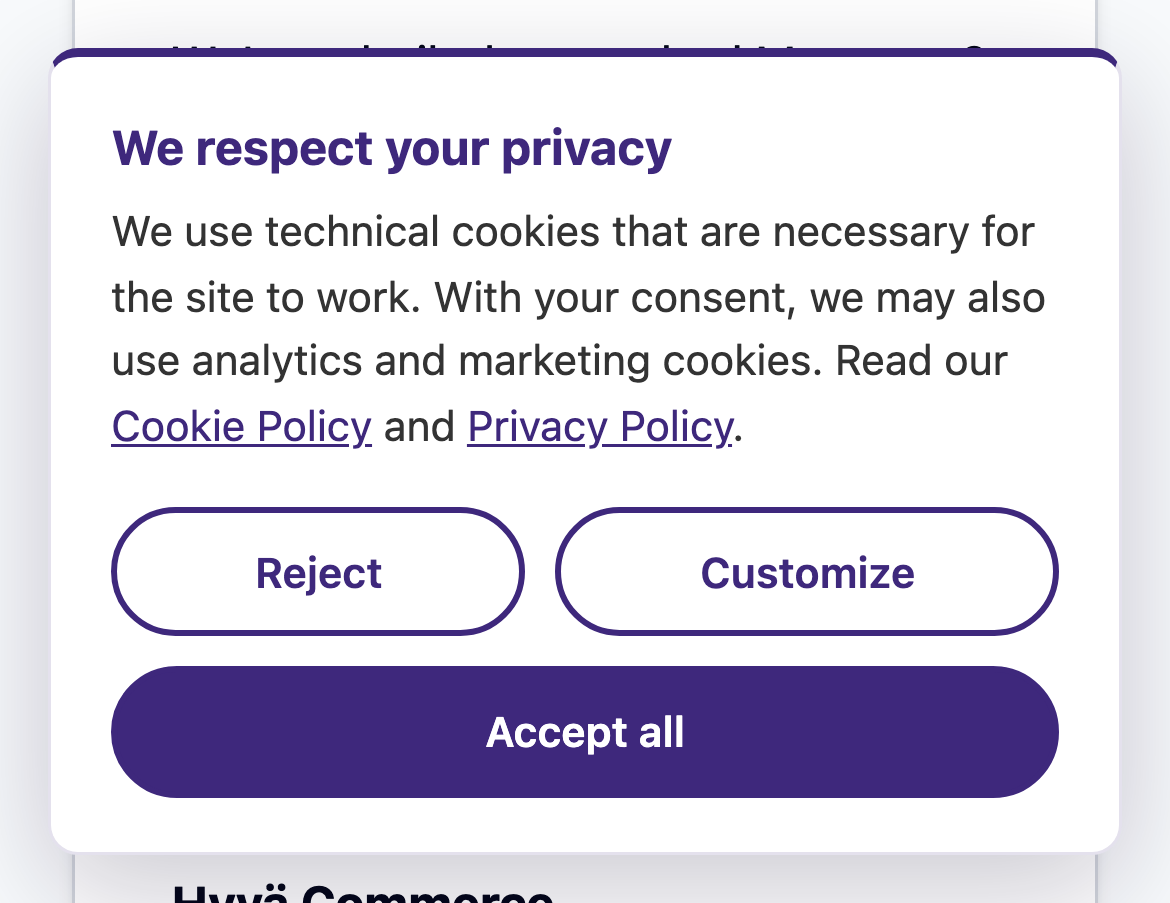 We respect your privacy
We use technical cookies that are necessary for
the site to work. With your consent, we may also
use analytics and marketing cookies. Read our
Cookie Policy and Privacy Policy.
Reject
Customize
Accept all
Hyvä Commerce